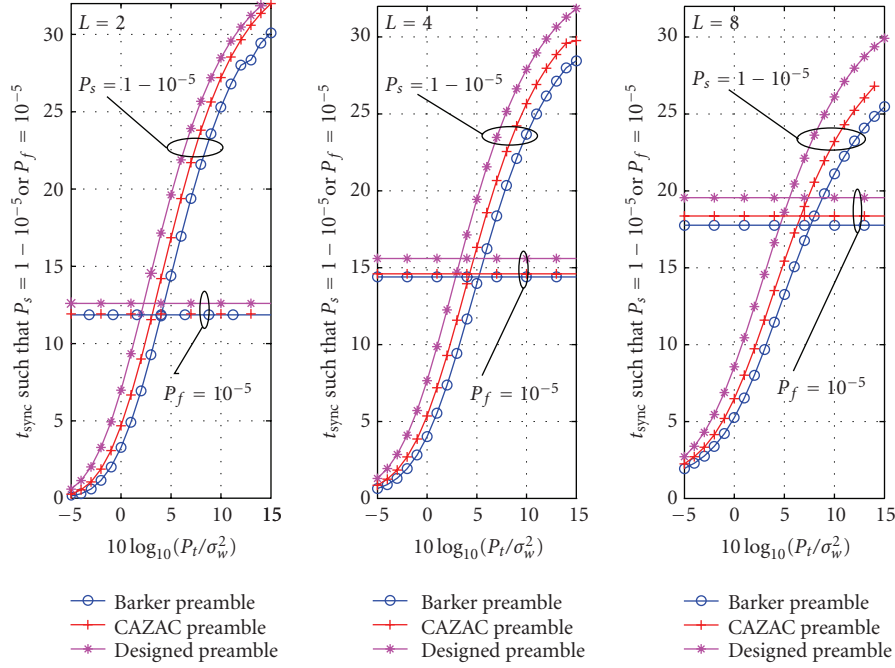 t_sync such that P_s = 1 − 10^−5 or P_f = 10^−5
L = 2
P_s = 1 − 10^−5
P_f = 10^−5
30
25
20
15
10
5
0
−5 0 5 10 15
10 log_10(P_t/σ_w^2)
Barker preamble
CAZAC preamble
Designed preamble
t_sync such that P_s = 1 − 10^−5 or P_f = 10^−5
L = 4
P_s = 1 − 10^−5
P_f = 10^−5
30
25
20
15
10
5
0
−5 0 5 10 15
10 log_10(P_t/σ_w^2)
Barker preamble
CAZAC preamble
Designed preamble
t_sync such that P_s = 1 − 10^−5 or P_f = 10^−5
L = 8
P_s = 1 − 10^−5
P_f = 10^−5
30
25
20
15
10
5
0
−5 0 5 10 15
10 log_10(P_t/σ_w^2)
Barker preamble
CAZAC preamble
Designed preamble